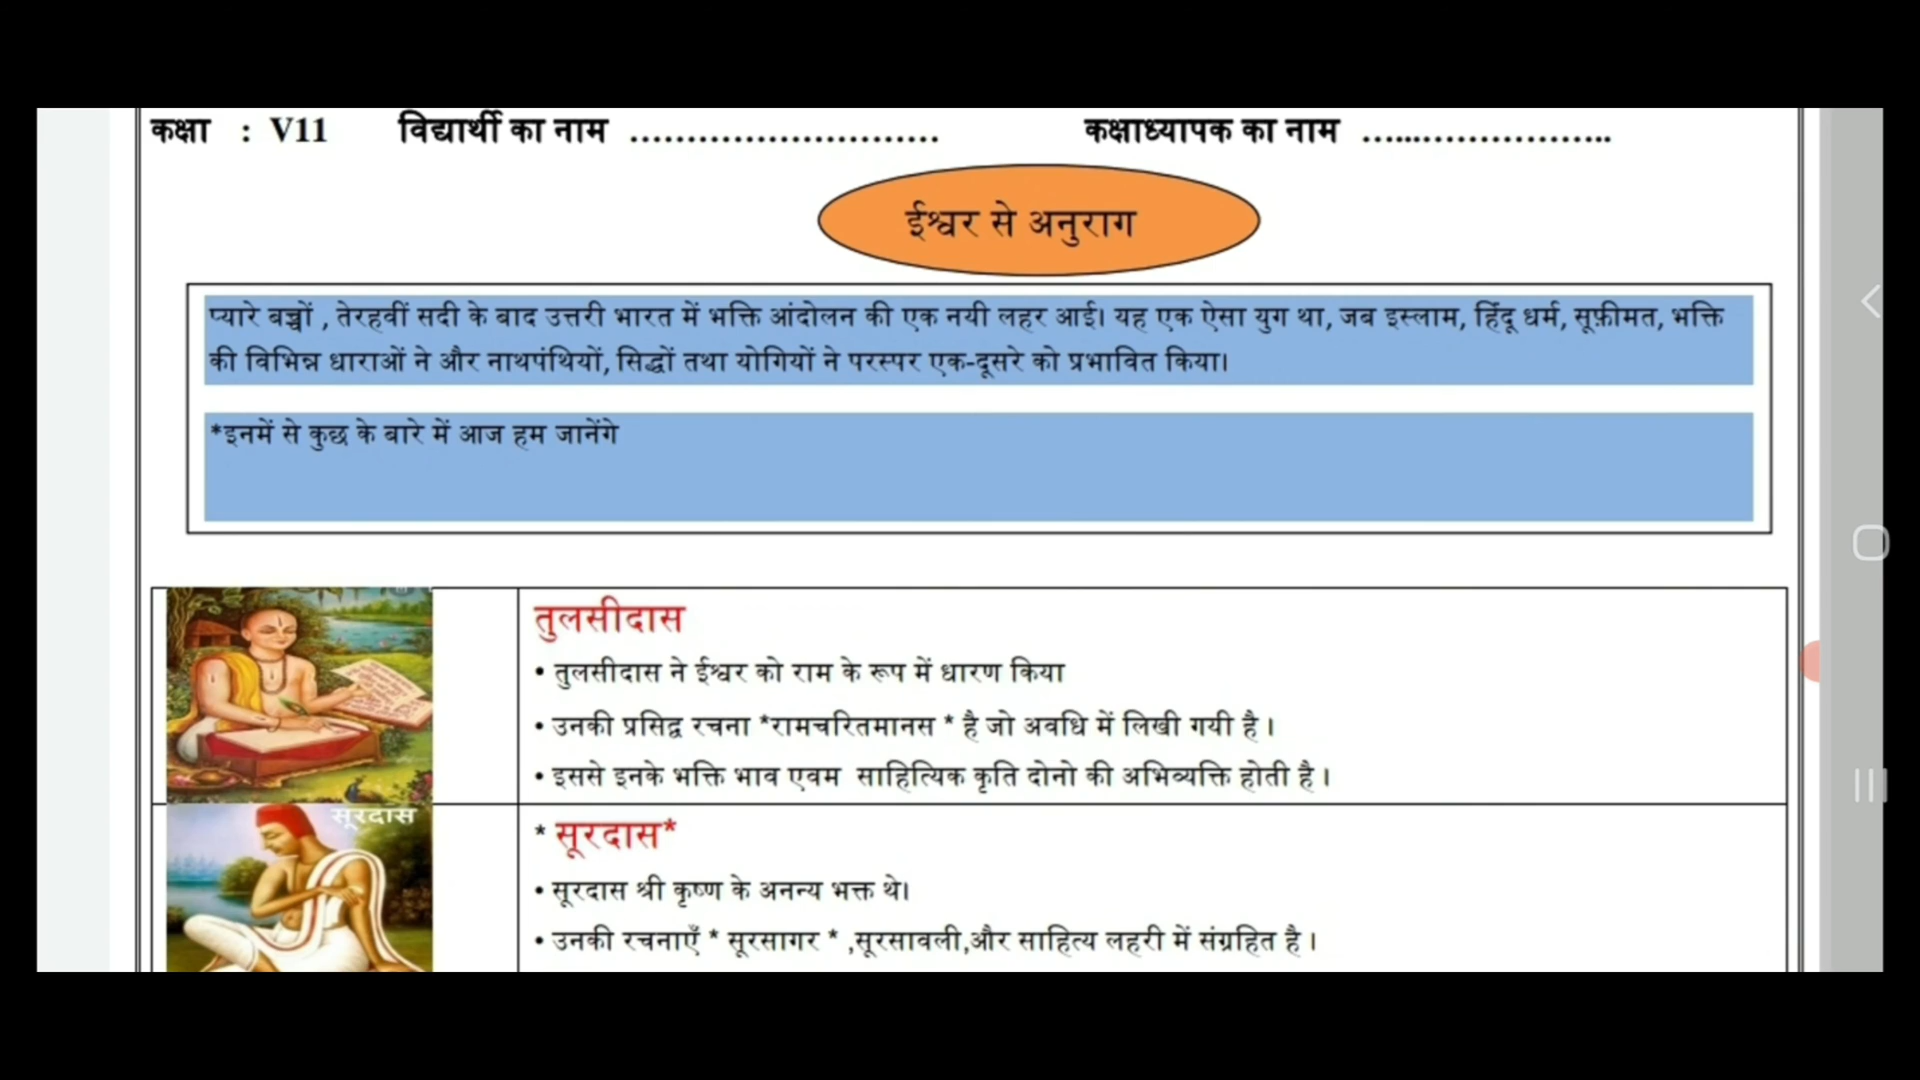 कक्षा : V11 विद्यार्थी का नाम ........................... कक्षाध्यापक का नाम ......................
ईश्वर से अनुराग
प्यारे बच्चों , तेरहवीं सदी के बाद उत्तरी भारत में भक्ति आंदोलन की एक नयी लहर आई। यह एक ऐसा युग था, जब इस्लाम, हिंदू धर्म, सूफ़ीमत, भक्ति
की विभिन्न धाराओं ने और नाथपंथियों, सिद्धों तथा योगियों ने परस्पर एक-दूसरे को प्रभावित किया।
*इनमें से कुछ के बारे में आज हम जानेंगे
तुलसीदास
• तुलसीदास ने ईश्वर को राम के रूप में धारण किया
• उनकी प्रसिद्व रचना *रामचरितमानस * है जो अवधि में लिखी गयी है ।
• इससे इनके भक्ति भाव एवम साहित्यिक कृति दोनो की अभिव्यक्ति होती है ।
सूरदास
* सूरदास*
• सूरदास श्री कृष्ण के अनन्य भक्त थे।
• उनकी रचनाएँ * सूरसागर * ,सूरसावली,और साहित्य लहरी में संग्रहित है ।